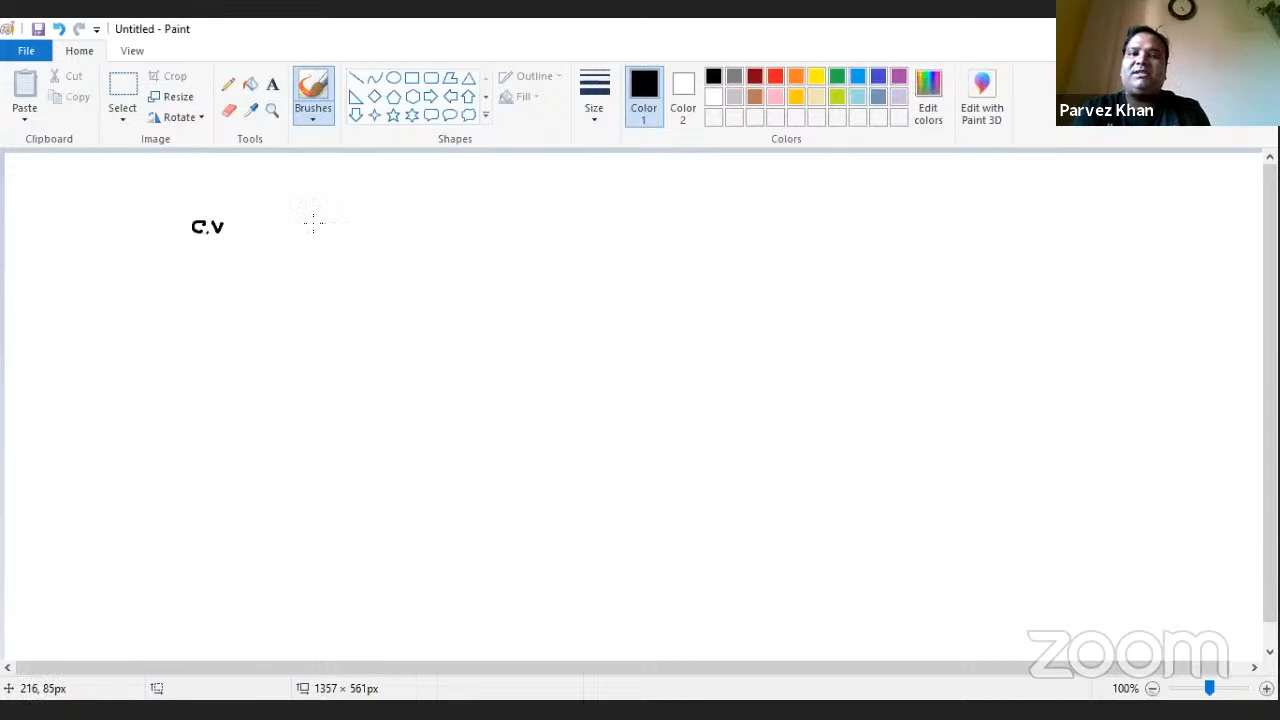 Untitled - Paint
File Home View
Cut
Copy
Paste
Clipboard
Select
Crop
Resize
Rotate
Image
Tools
Brushes
Shapes
Outline
Fill
Size
Color 1
Color 2
Edit colors
Colors
Edit with Paint 3D
Parvez Khan
C.V
zoom
216, 85px
1357 × 561px
100%